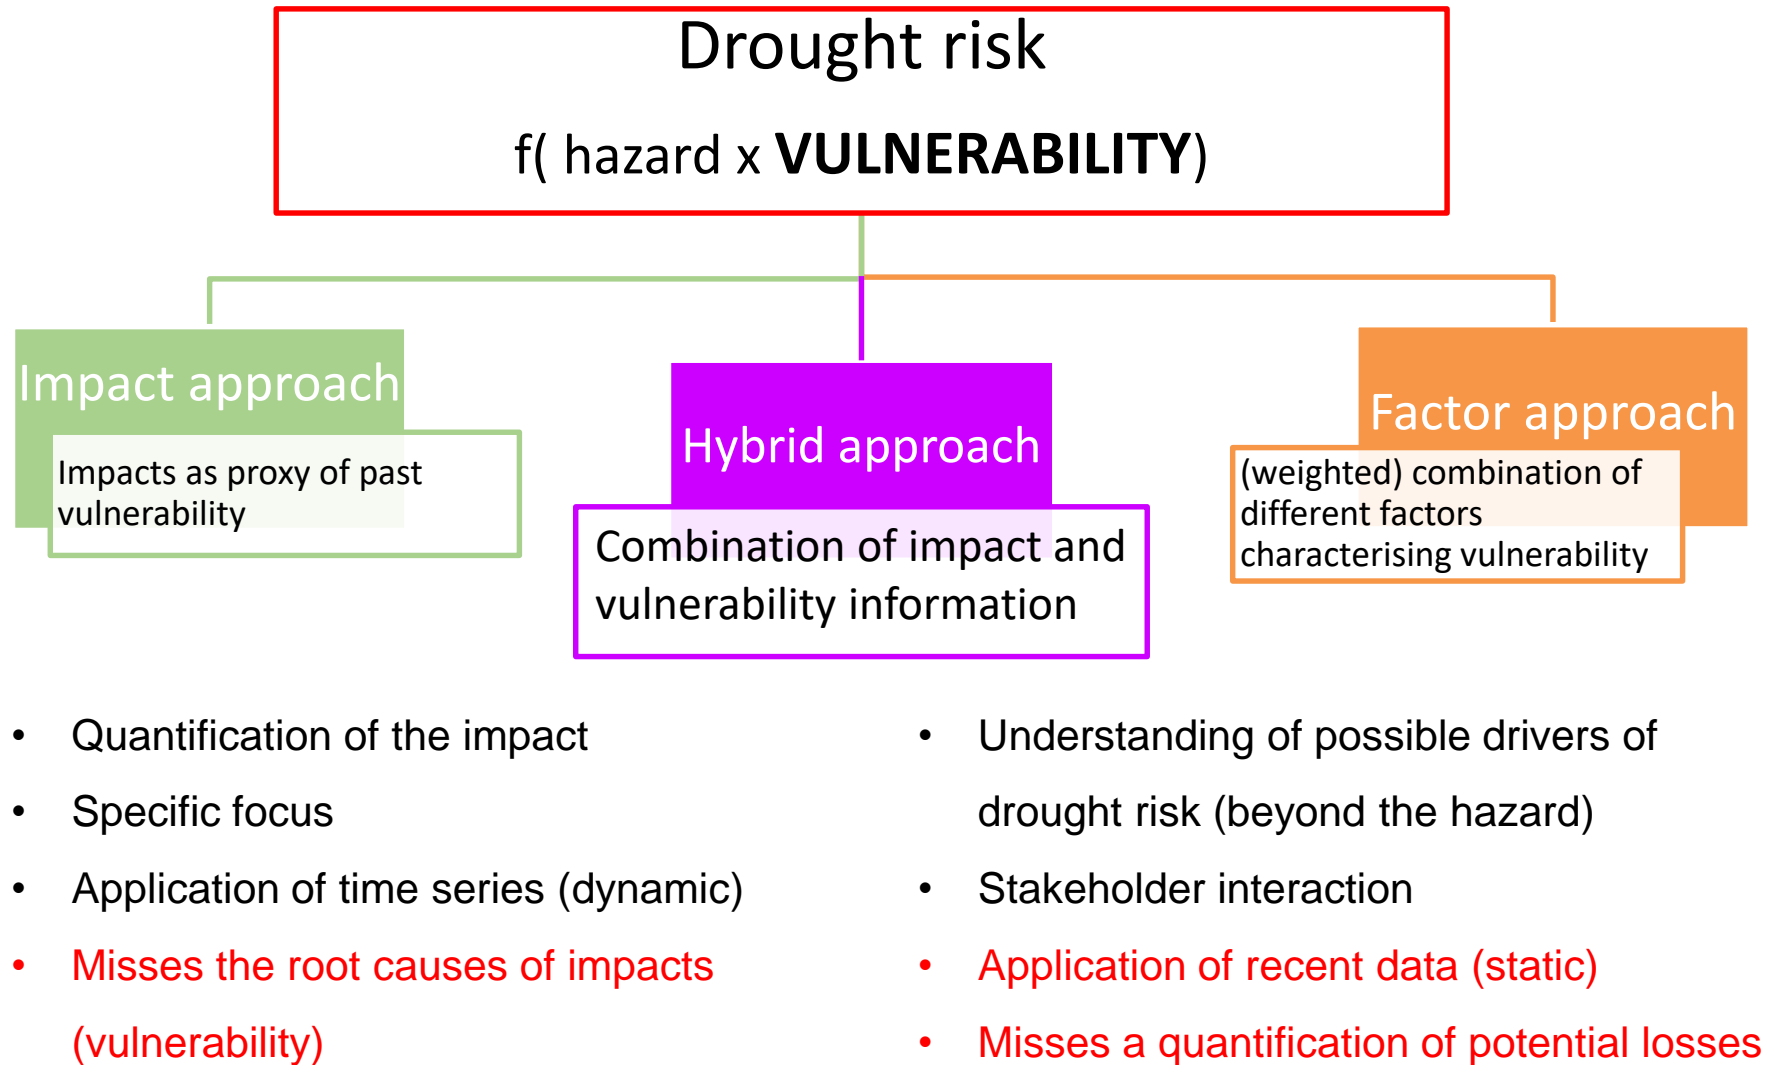 Drought risk
f( hazard x VULNERABILITY)
Impact approach
Impacts as proxy of past
vulnerability
Hybrid approach
Combination of impact and
vulnerability information
Factor approach
(weighted) combination of
different factors
characterising vulnerability
• Quantification of the impact
• Specific focus
• Application of time series (dynamic)
• Misses the root causes of impacts
(vulnerability)
• Understanding of possible drivers of
drought risk (beyond the hazard)
• Stakeholder interaction
• Application of recent data (static)
• Misses a quantification of potential losses